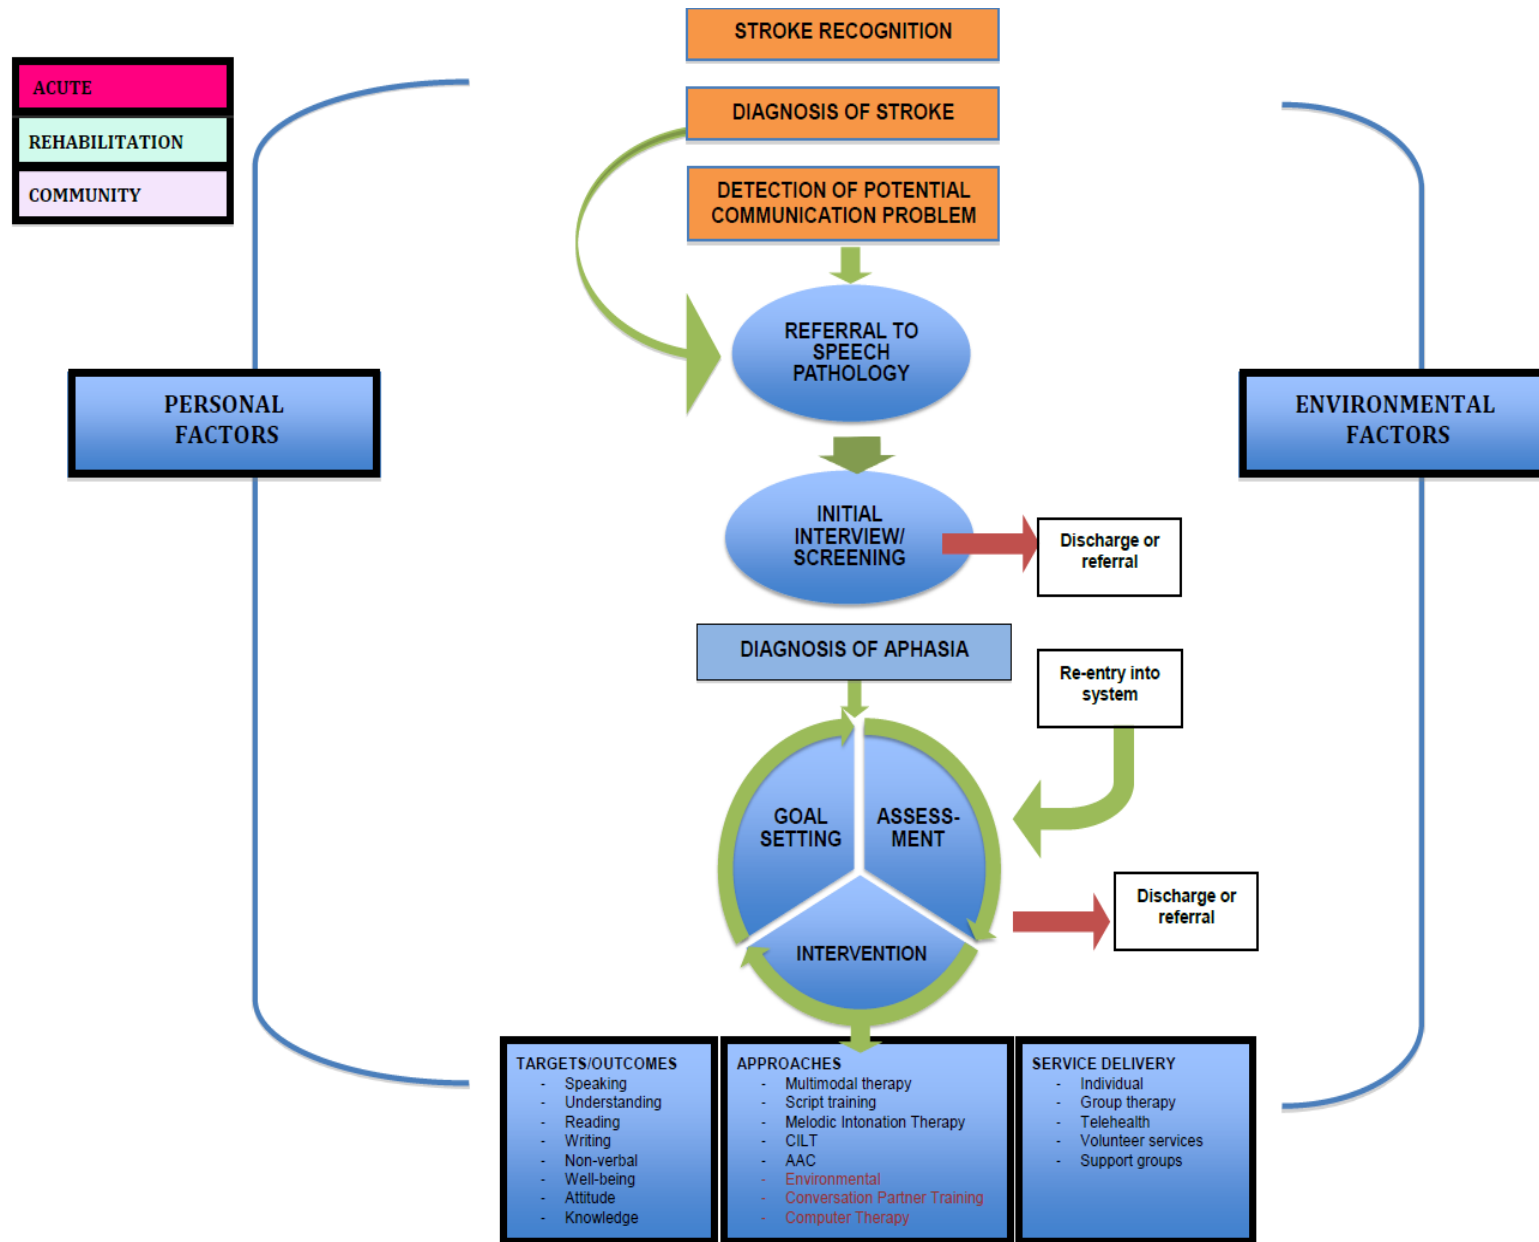 STROKE RECOGNITION
ACUTE
REHABILITATION
COMMUNITY
DIAGNOSIS OF STROKE
DETECTION OF POTENTIAL
COMMUNICATION PROBLEM
REFERRAL TO
SPEECH
PATHOLOGY
PERSONAL
FACTORS
ENVIRONMENTAL
FACTORS
INITIAL
INTERVIEW/
SCREENING
Discharge or
referral
DIAGNOSIS OF APHASIA
Re-entry into
system
GOAL
SETTING
ASSESS-
MENT
INTERVENTION
Discharge or
referral
TARGETS/OUTCOMES
- Speaking
- Understanding
- Reading
- Writing
- Non-verbal
- Well-being
- Attitude
- Knowledge
APPROACHES
- Multimodal therapy
- Script training
- Melodic Intonation Therapy
- CILT
- AAC
- Environmental
- Conversation Partner Training
- Computer Therapy
SERVICE DELIVERY
- Individual
- Group therapy
- Telehealth
- Volunteer services
- Support groups